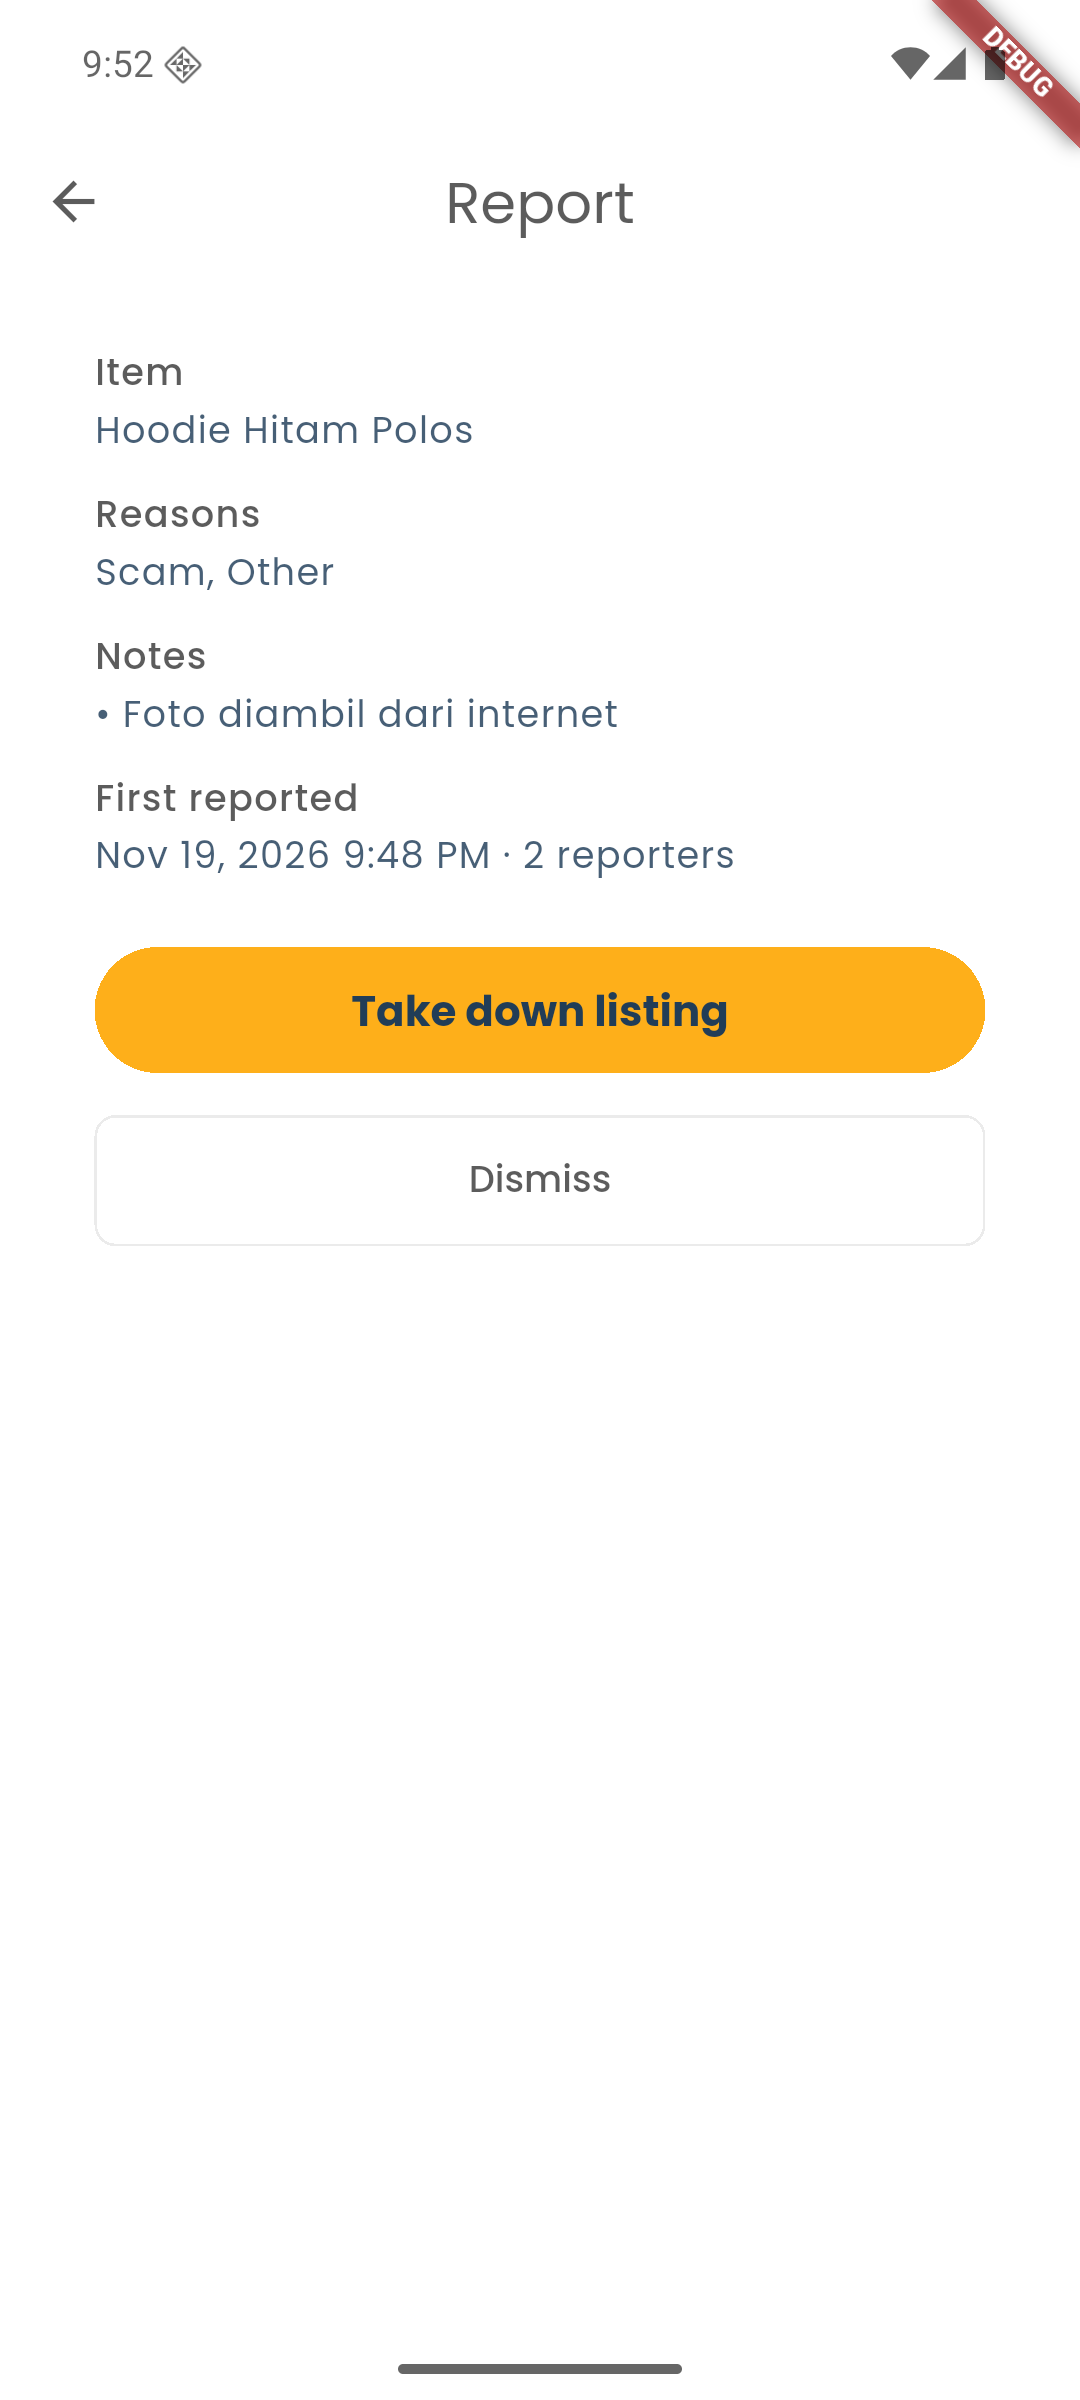 9:52
DEBUG
Report
Item
Hoodie Hitam Polos
Reasons
Scam, Other
Notes
• Foto diambil dari internet
First reported
Nov 19, 2026 9:48 PM · 2 reporters
Take down listing
Dismiss